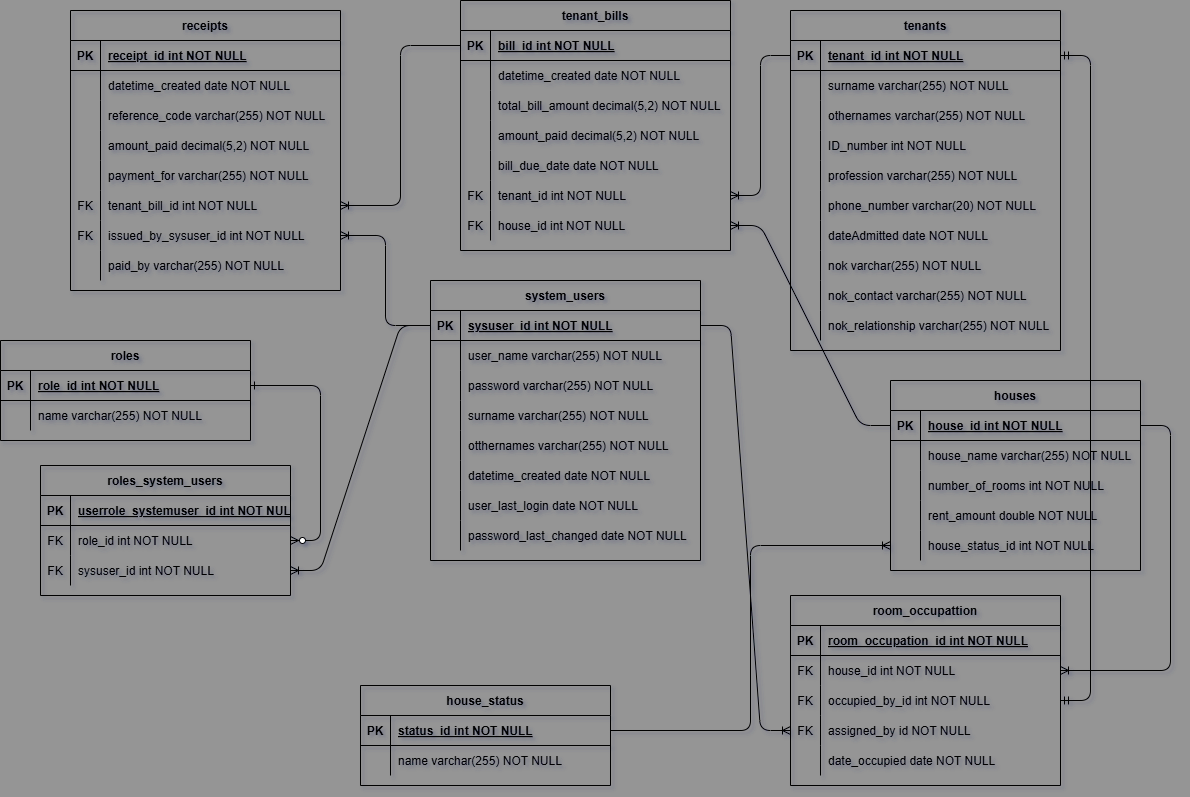 receipts
PK receipt_id int NOT NULL
datetime_created date NOT NULL
reference_code varchar(255) NOT NULL
amount_paid decimal(5,2) NOT NULL
payment_for varchar(255) NOT NULL
FK tenant_bill_id int NOT NULL
FK issued_by_sysuser_id int NOT NULL
paid_by varchar(255) NOT NULL
tenant_bills
PK bill_id int NOT NULL
datetime_created date NOT NULL
total_bill_amount decimal(5,2) NOT NULL
amount_paid decimal(5,2) NOT NULL
bill_due_date date NOT NULL
FK tenant_id int NOT NULL
FK house_id int NOT NULL
tenants
PK tenant_id int NOT NULL
surname varchar(255) NOT NULL
othernames varchar(255) NOT NULL
ID_number int NOT NULL
profession varchar(255) NOT NULL
phone_number varchar(20) NOT NULL
dateAdmitted date NOT NULL
nok varchar(255) NOT NULL
nok_contact varchar(255) NOT NULL
nok_relationship varchar(255) NOT NULL
system_users
PK sysuser_id int NOT NULL
user_name varchar(255) NOT NULL
password varchar(255) NOT NULL
surname varchar(255) NOT NULL
otthernames varchar(255) NOT NULL
datetime_created date NOT NULL
user_last_login date NOT NULL
password_last_changed date NOT NULL
roles
PK role_id int NOT NULL
name varchar(255) NOT NULL
roles_system_users
PK userrole_systemuser_id int NOT NUL
FK role_id int NOT NULL
FK sysuser_id int NOT NULL
houses
PK house_id int NOT NULL
house_name varchar(255) NOT NULL
number_of_rooms int NOT NULL
rent_amount double NOT NULL
house_status_id int NOT NULL
room_occupattion
PK room_occupation_id int NOT NULL
FK house_id int NOT NULL
FK occupied_by_id int NOT NULL
FK assigned_by id NOT NULL
date_occupied date NOT NULL
house_status
PK status_id int NOT NULL
name varchar(255) NOT NULL